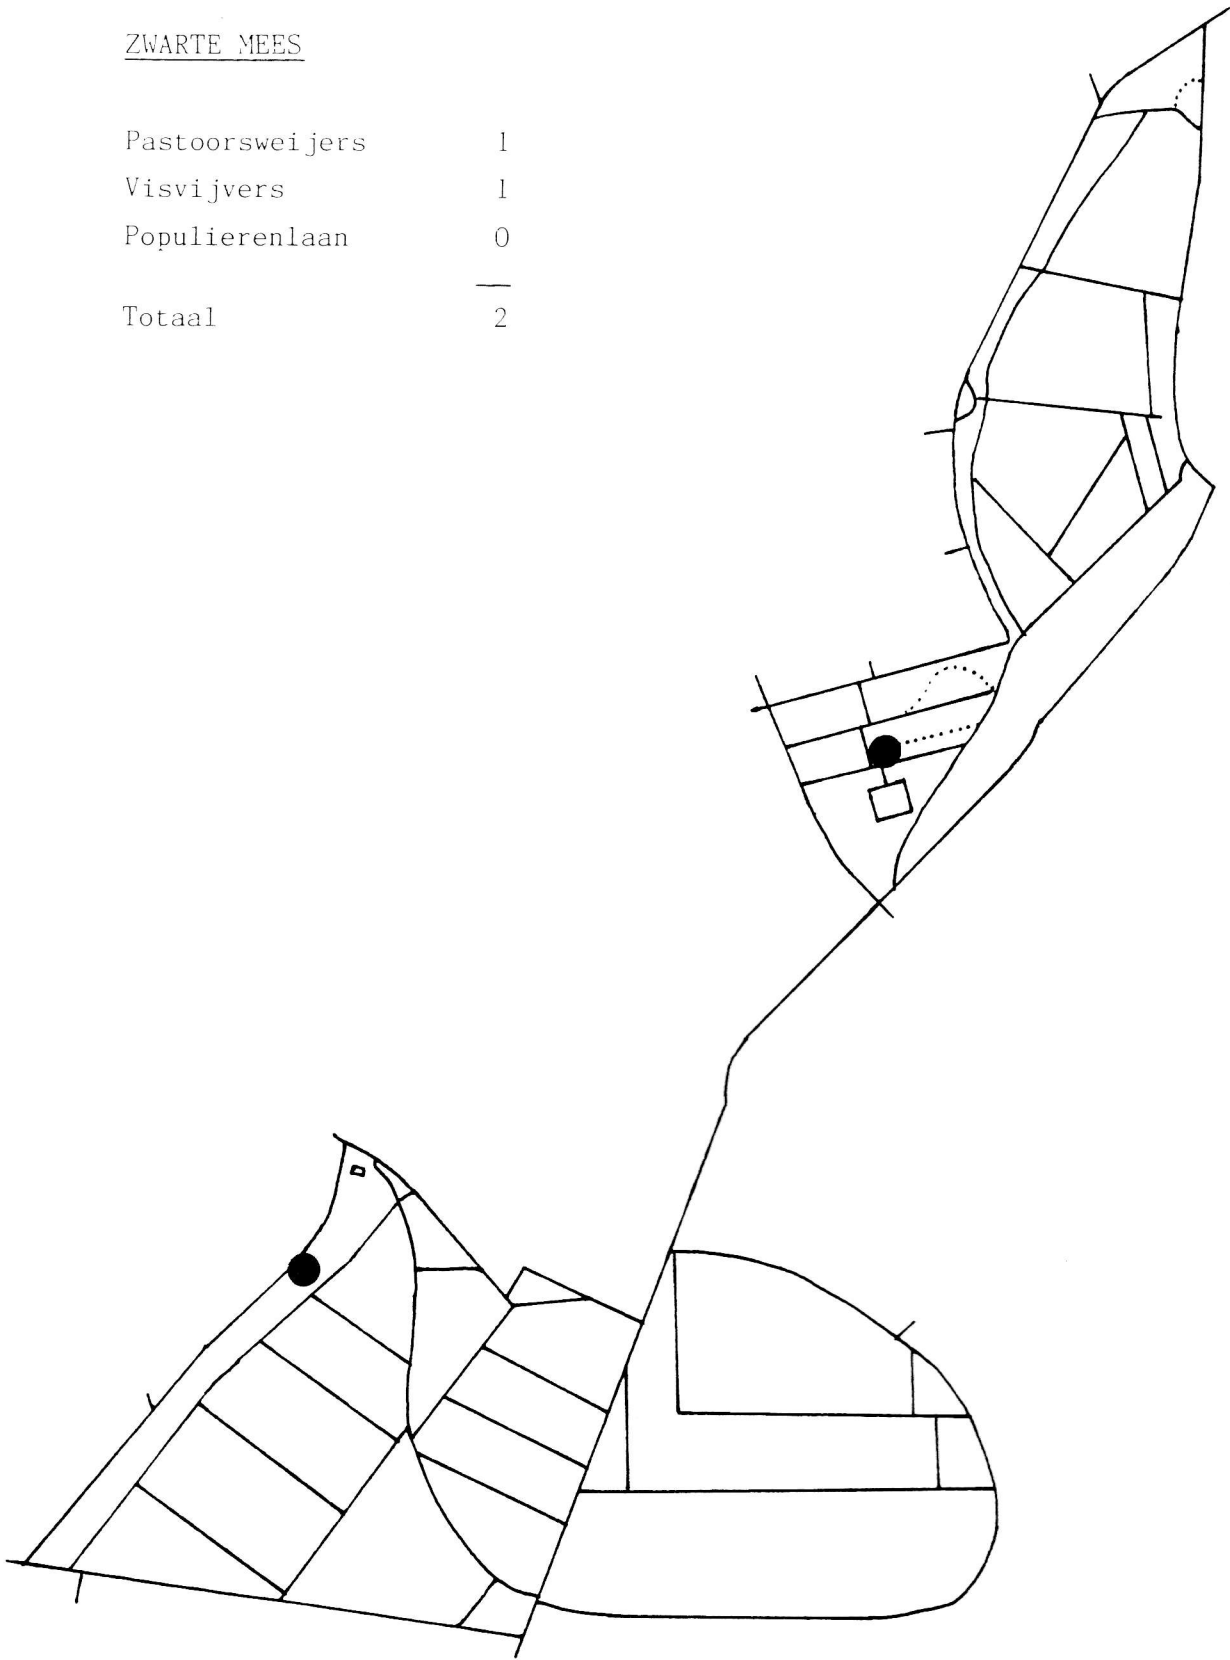 ZWARTE MEES
Pastoorsweijers 1
Visvijvers 1
Populierenlaan 0
Totaal 2